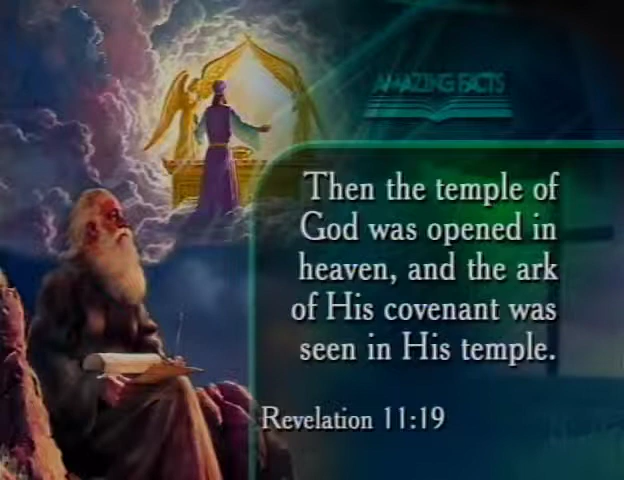 AMAZING FACTS
Then the temple of
God was opened in
heaven, and the ark
of His covenant was
seen in His temple.
Revelation 11:19